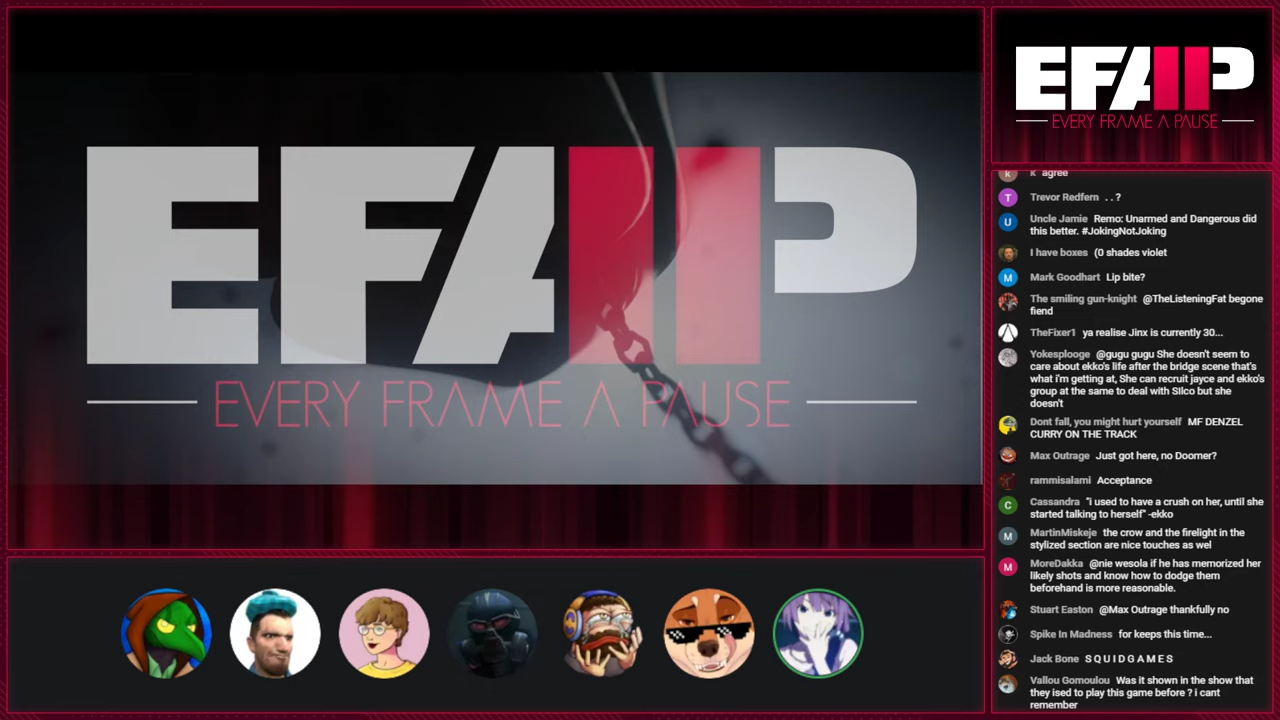 EFAP
EVERY FRAME A PAUSE
EFAP
EVERY FRAME A PAUSE
k agree
Trevor Redfern . . ?
Uncle Jamie Remo: Unarmed and Dangerous did
this better. #JokingNotJoking
I have boxes (0 shades violet
Mark Goodhart Lip bite?
The smiling gun-knight @TheListeningFat begone
fiend
TheFixer1 ya realise Jinx is currently 30...
Yokesplooge @gugu gugu She doesn't seem to
care about ekko's life after the bridge scene that's
what i'm getting at, She can recruit jayce and ekko's
group at the same to deal with SIlco but she
doesn't
Dont fall, you might hurt yourself MF DENZEL
CURRY ON THE TRACK
Max Outrage Just got here, no Doomer?
rammisalami Acceptance
Cassandra "i used to have a crush on her, until she
started talking to herself" -ekko
MartinMiskeje the crow and the firelight in the
stylized section are nice touches as wel
MoreDakka @nie wesola if he has memorized her
likely shots and know how to dodge them
beforehand is more reasonable.
Stuart Easton @Max Outrage thankfully no
Spike In Madness for keeps this time...
Jack Bone S Q U I D G A M E S
Vallou Gomoulou Was it shown in the show that
they ised to play this game before ? i cant
remember